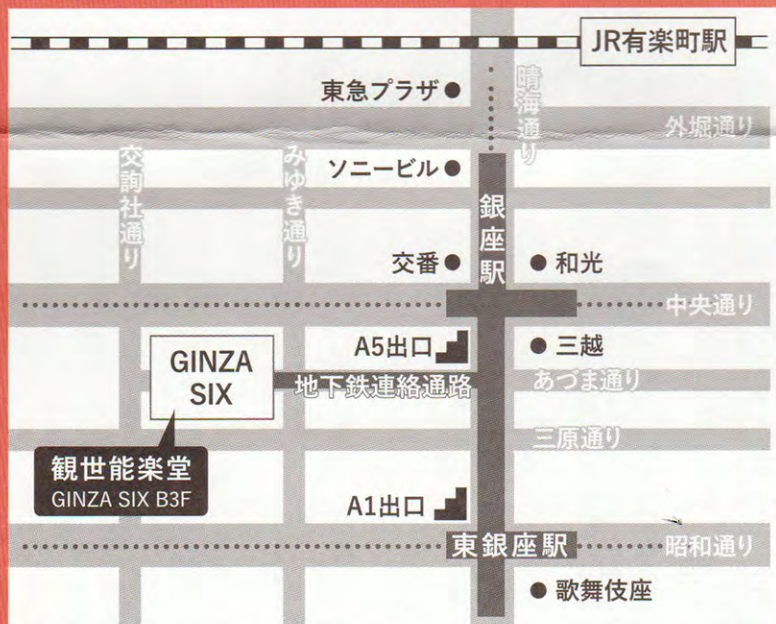 JR有楽町駅
東急プラザ
晴海通り
外堀通り
交詢社通り
みゆき通り
ソニービル
銀座駅
交番
和光
中央通り
A5出口
三越
GINZA
SIX
地下鉄連絡通路
あづま通り
三原通り
観世能楽堂
GINZA SIX B3F
A1出口
東銀座駅
昭和通り
歌舞伎座